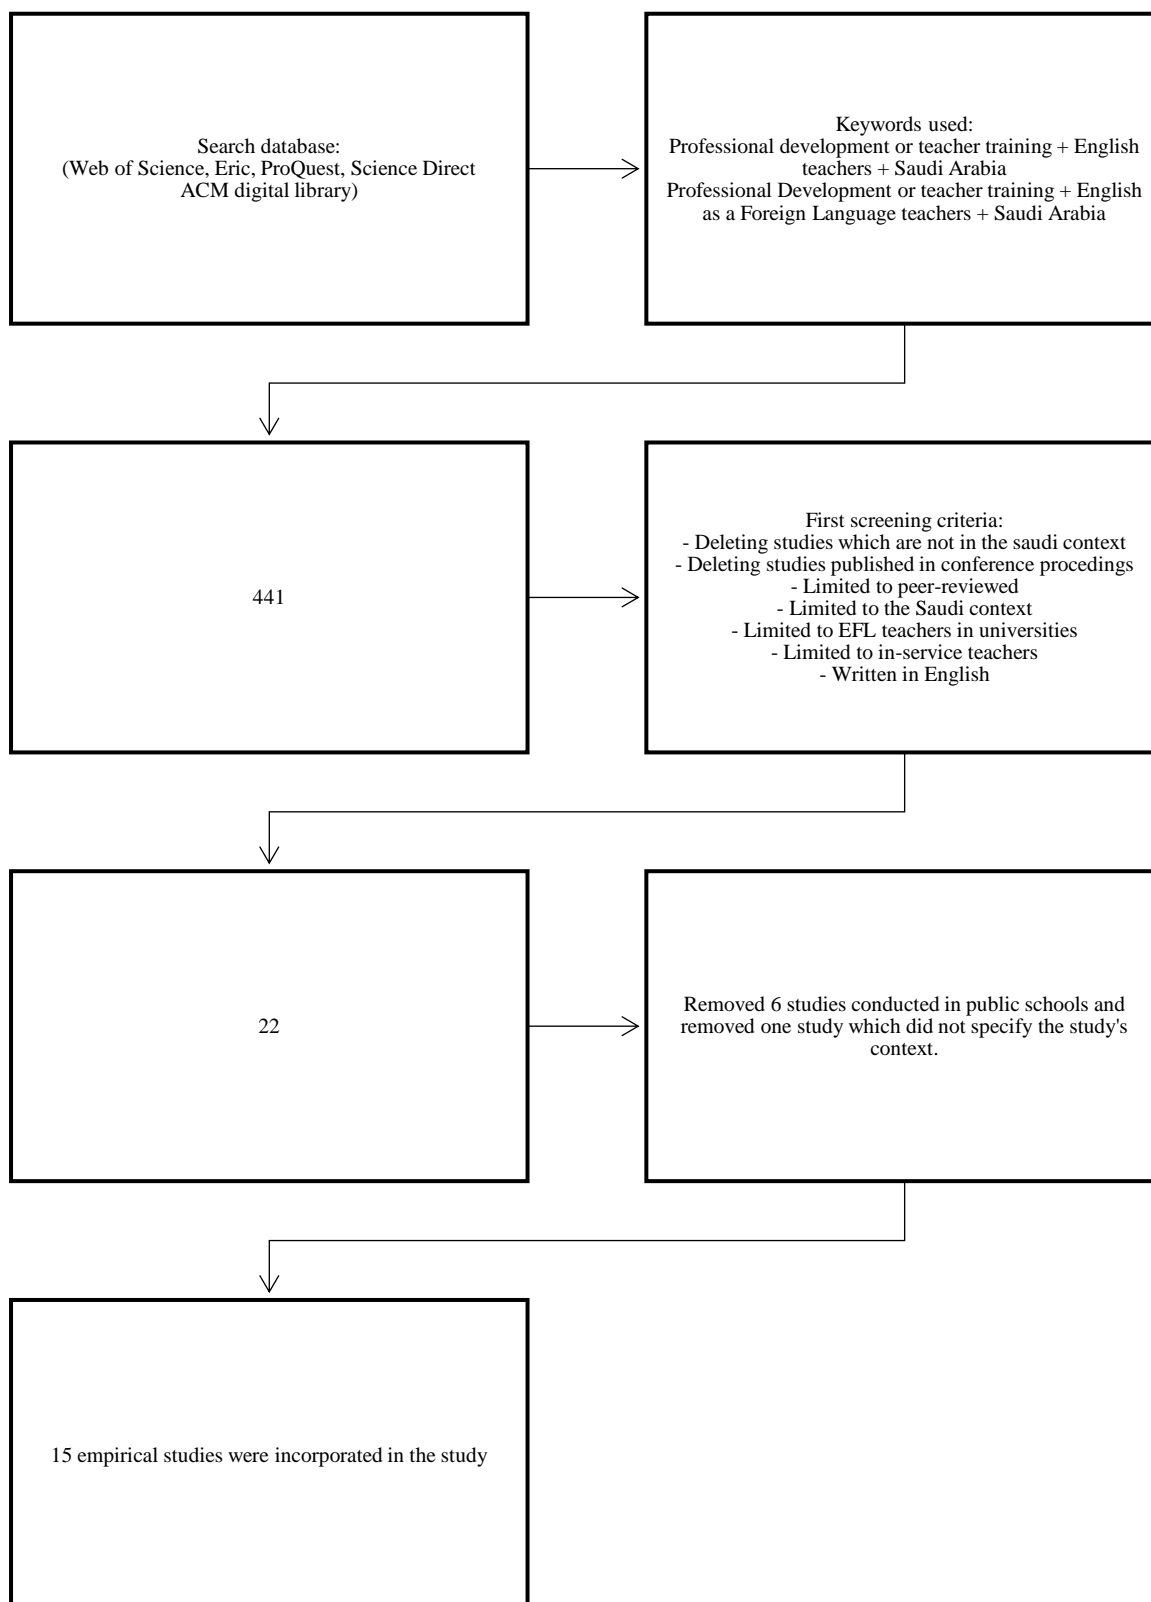 Search database:
(Web of Science, Eric, ProQuest, Science Direct
ACM digital library)
Keywords used:
Professional development or teacher training + English
teachers + Saudi Arabia
Professional Development or teacher training + English
as a Foreign Language teachers + Saudi Arabia
441
First screening criteria:
- Deleting studies which are not in the saudi context
- Deleting studies published in conference procedings
- Limited to peer-reviewed
- Limited to the Saudi context
- Limited to EFL teachers in universities
- Limited to in-service teachers
- Written in English
22
Removed 6 studies conducted in public schools and
removed one study which did not specify the study's
context.
15 empirical studies were incorporated in the study